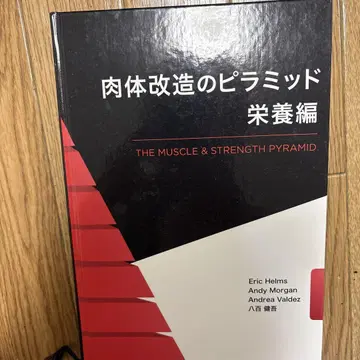 肉体改造のピラミッド
栄養編
THE MUSCLE & STRENGTH PYRAMID
Eric Helms
Andy Morgan
Andrea Valdez
八百 健吾